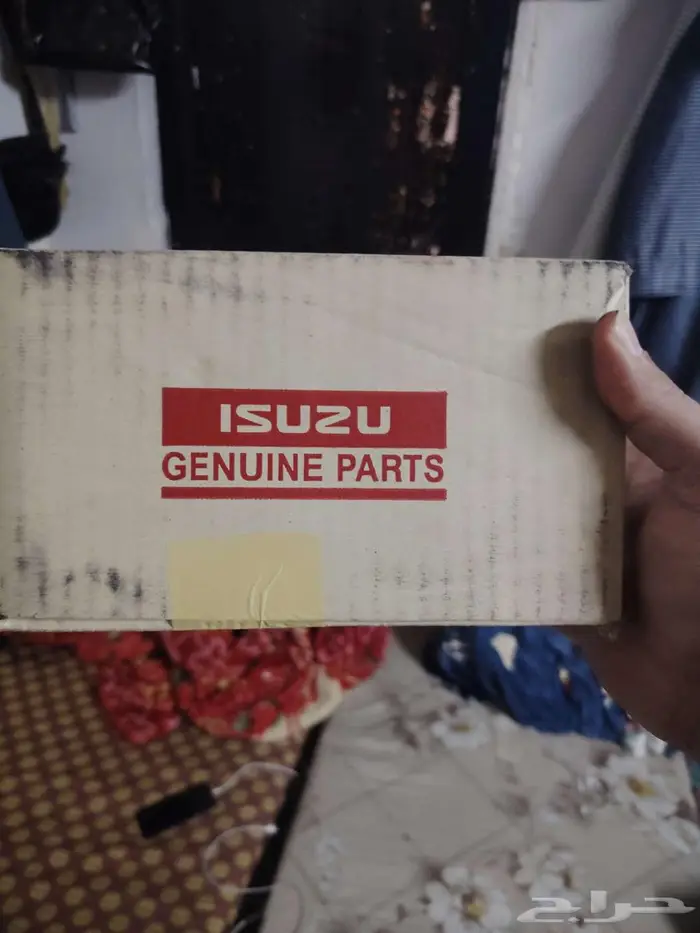 ISUZU
GENUINE PARTS
حراج